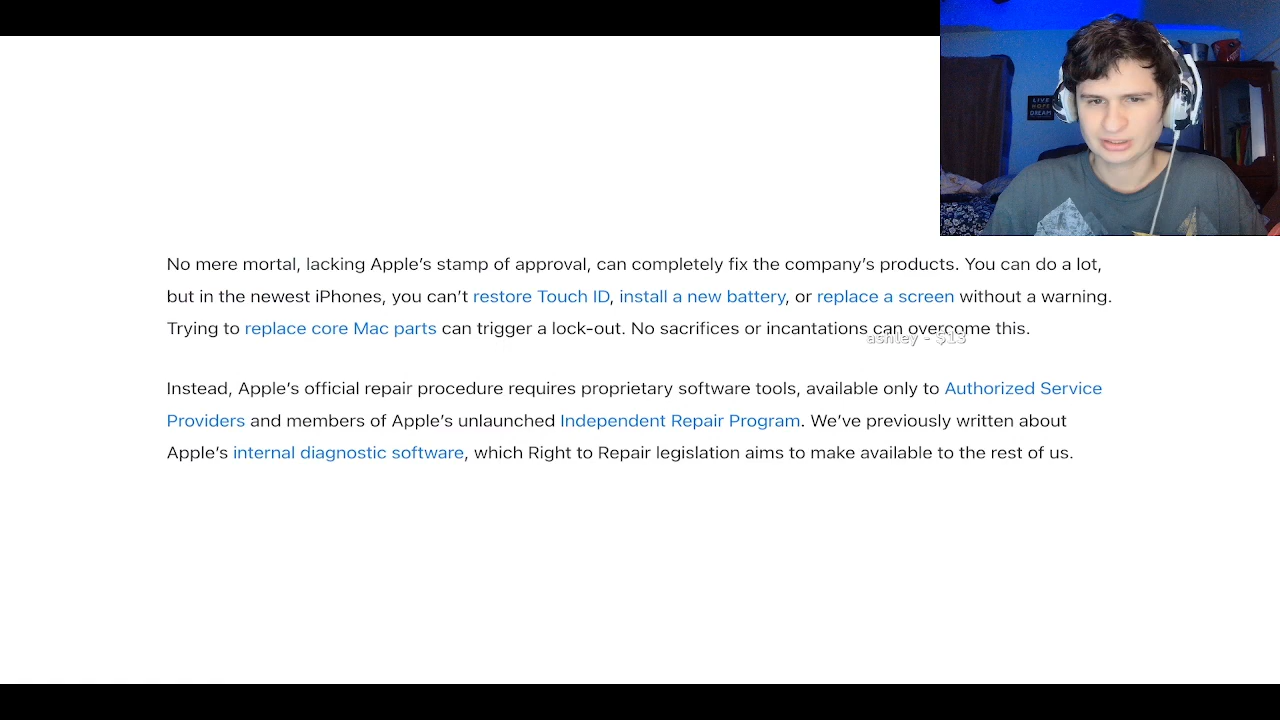 LIVE
HOPE
DREAM
No mere mortal, lacking Apple’s stamp of approval, can completely fix the company’s products. You can do a lot,
but in the newest iPhones, you can’t restore Touch ID, install a new battery, or replace a screen without a warning.
Trying to replace core Mac parts can trigger a lock-out. No sacrifices or incantations can overcome this.
ashley - $13
Instead, Apple’s official repair procedure requires proprietary software tools, available only to Authorized Service
Providers and members of Apple’s unlaunched Independent Repair Program. We’ve previously written about
Apple’s internal diagnostic software, which Right to Repair legislation aims to make available to the rest of us.